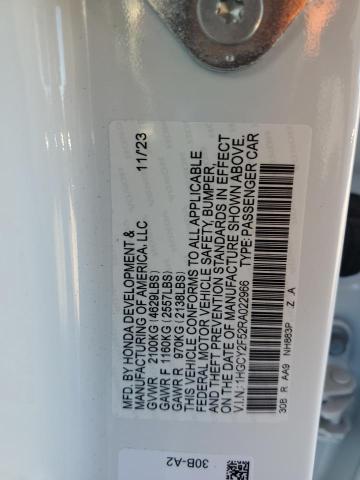 MFD. BY HONDA DEVELOPMENT &
MANUFACTURING OF AMERICA, LLC 11/23
GVWR 2100KG(4629LBS)
GAWR F 1160KG(2557LBS)
GAWR R 970KG(2138LBS)
THIS VEHICLE CONFORMS TO ALL APPLICABLE
FEDERAL MOTOR VEHICLE SAFETY, BUMPER,
AND THEFT PREVENTION STANDARDS IN EFFECT
ON THE DATE OF MANUFACTURE SHOWN ABOVE.
V.I.N.:1HGCY2F52RA022966 TYPE:PASSENGER CAR
30B R AA9 NH883P Z A
30B-A2